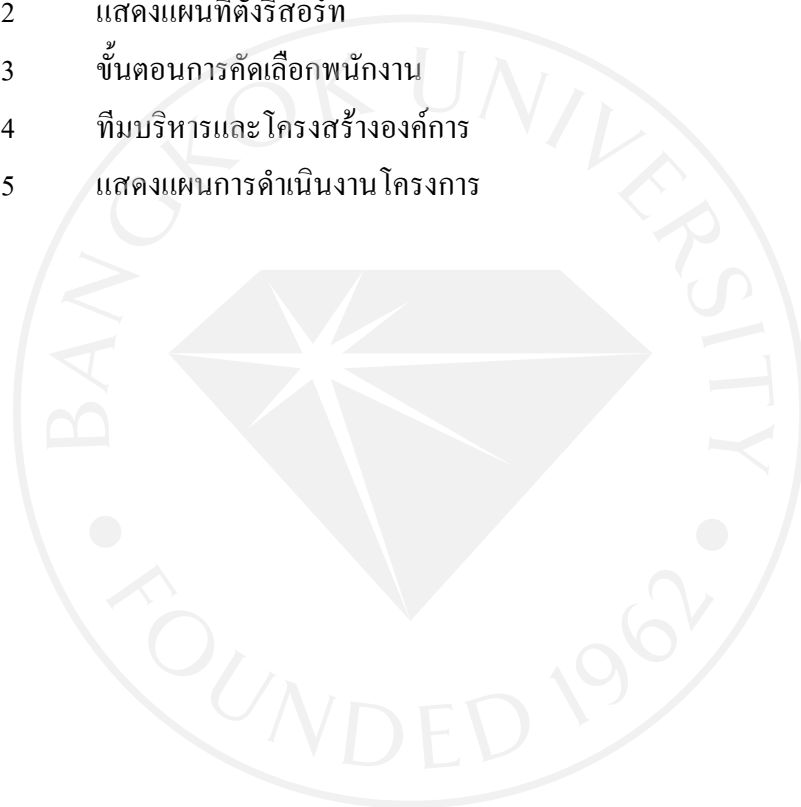 2 แสดงแผนที่ตั้งรีสอร์ท
3 ขั้นตอนการคัดเลือกพนักงาน
4 ทีมบริหารและโครงสร้างองค์การ
5 แสดงแผนการดำเนินงานโครงการ
BANGKOK UNIVERSITY
FOUNDED 1962